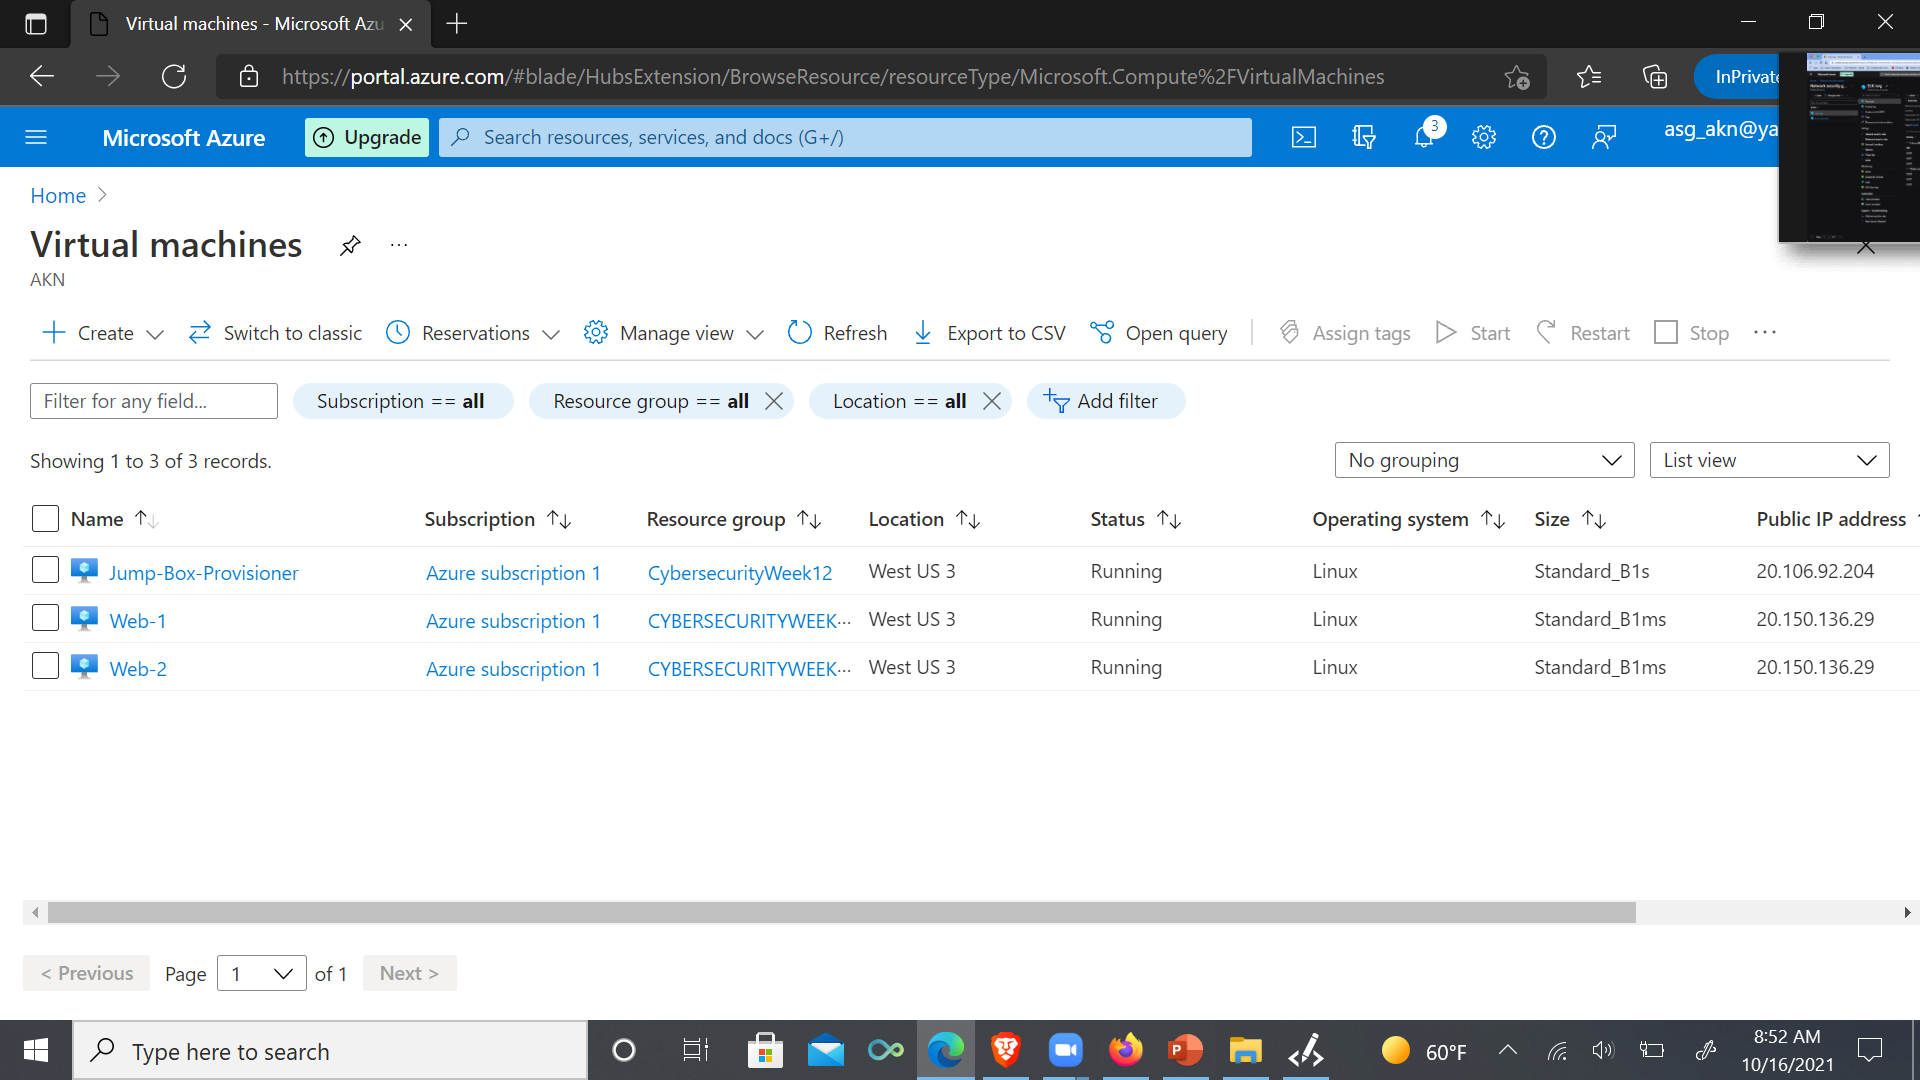 Virtual machines - Microsoft Azu
https://portal.azure.com/#blade/HubsExtension/BrowseResource/resourceType/Microsoft.Compute%2FVirtualMachines
InPrivate
Microsoft Azure
Upgrade
Search resources, services, and docs (G+/)
3
asg_akn@ya
Home
Virtual machines
...
AKN
Create
Switch to classic
Reservations
Manage view
Refresh
Export to CSV
Open query
Assign tags
Start
Restart
Stop
...
Filter for any field...
Subscription == all
Resource group == all
Location == all
Add filter
Showing 1 to 3 of 3 records.
No grouping
List view
Name Subscription Resource group Location Status Operating system Size Public IP address
Jump-Box-Provisioner Azure subscription 1 CybersecurityWeek12 West US 3 Running Linux Standard_B1s 20.106.92.204
Web-1 Azure subscription 1 CYBERSECURITYWEEK... West US 3 Running Linux Standard_B1ms 20.150.136.29
Web-2 Azure subscription 1 CYBERSECURITYWEEK... West US 3 Running Linux Standard_B1ms 20.150.136.29
< Previous Page 1 of 1 Next >
Type here to search
P
60°F
8:52 AM
10/16/2021